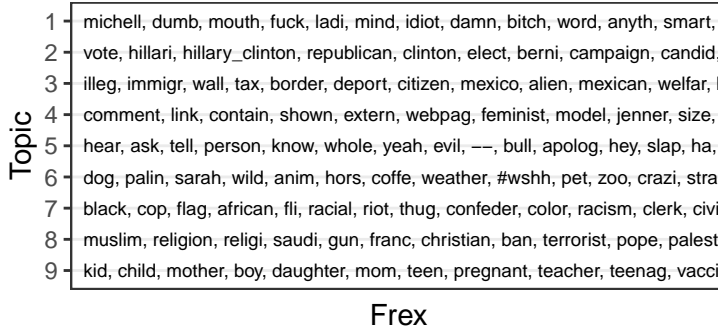 1 michell, dumb, mouth, fuck, ladi, mind, idiot, damn, bitch, word, anyth, smart,
2 vote, hillari, hillary_clinton, republican, clinton, elect, berni, campaign, candid,
3 illeg, immigr, wall, tax, border, deport, citizen, mexico, alien, mexican, welfar,
4 comment, link, contain, shown, extern, webpag, feminist, model, jenner, size,
5 hear, ask, tell, person, know, whole, yeah, evil, −−, bull, apolog, hey, slap, ha,
6 dog, palin, sarah, wild, anim, hors, coffe, weather, #wshh, pet, zoo, crazi, stra
7 black, cop, flag, african, fli, racial, riot, thug, confeder, color, racism, clerk, civi
8 muslim, religion, religi, saudi, gun, franc, christian, ban, terrorist, pope, palest
9 kid, child, mother, boy, daughter, mom, teen, pregnant, teacher, teenag, vacci
Topic
Frex